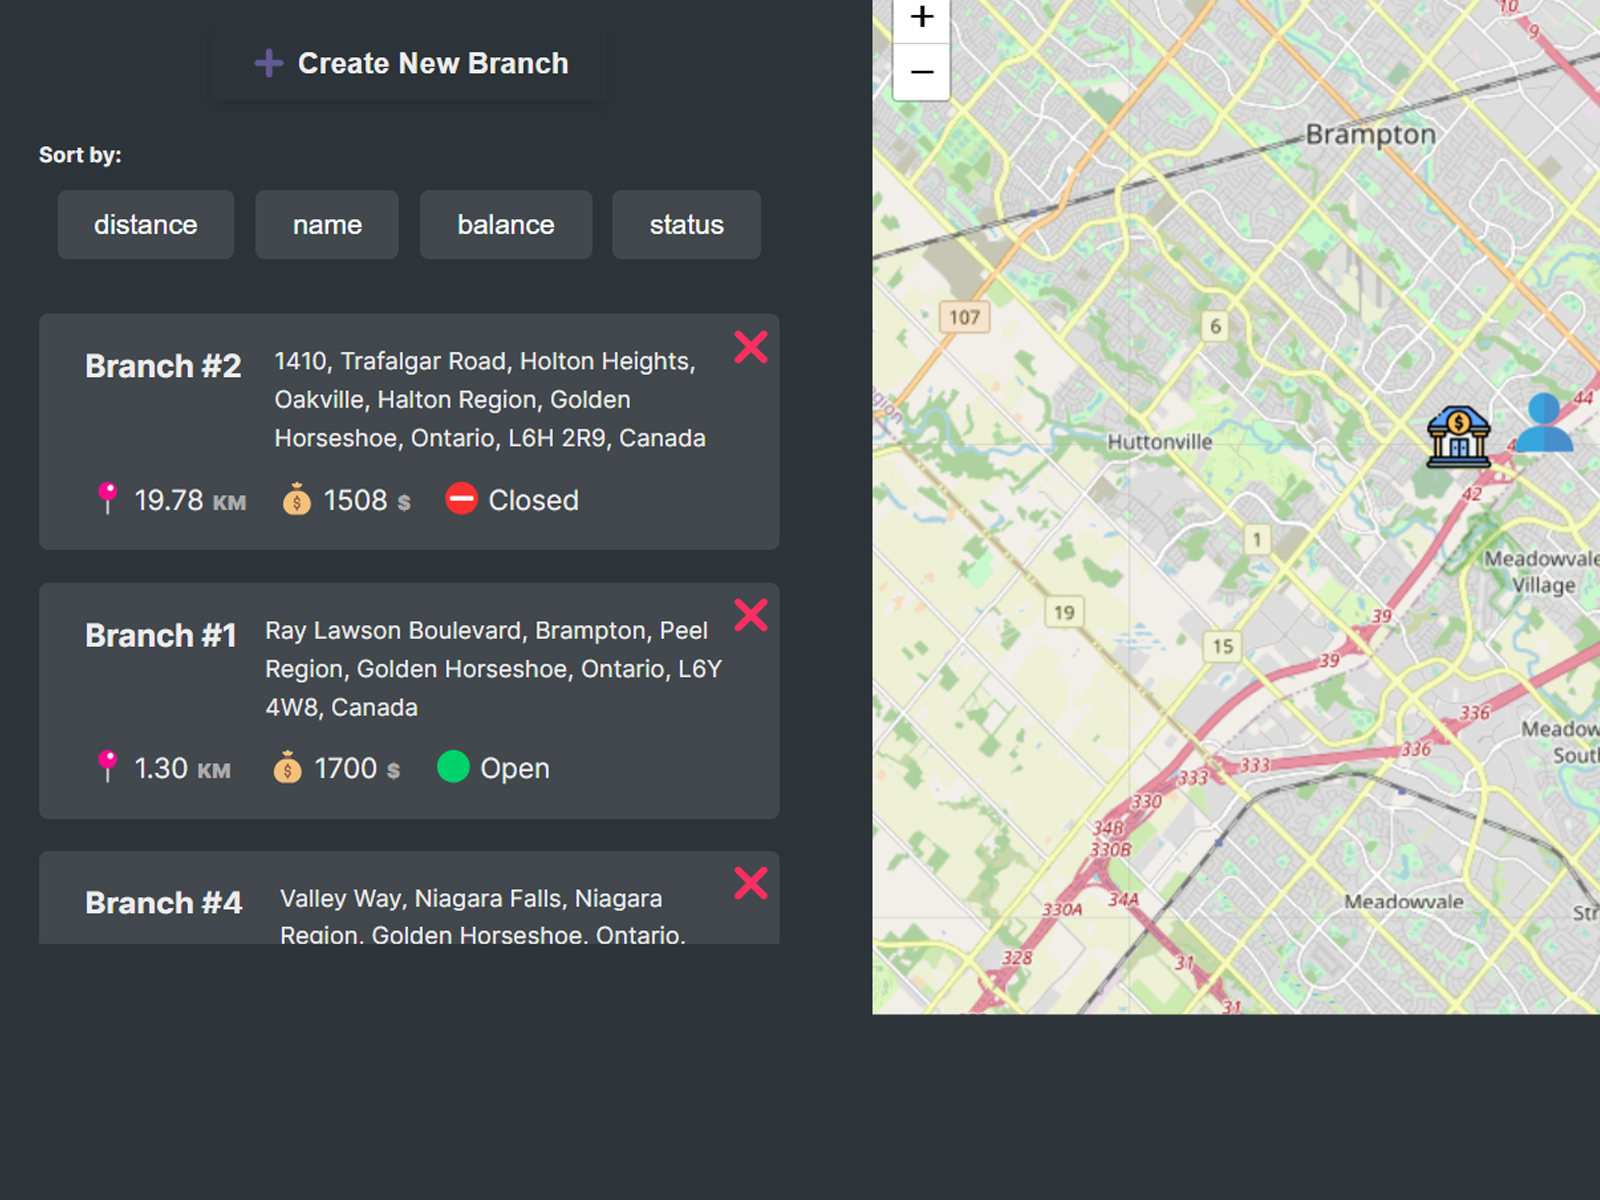 Create New Branch
Sort by:
distance name balance status
Branch #2
1410, Trafalgar Road, Holton Heights,
Oakville, Halton Region, Golden
Horseshoe, Ontario, L6H 2R9, Canada
19.78 KM 1508 $ Closed
Branch #1
Ray Lawson Boulevard, Brampton, Peel
Region, Golden Horseshoe, Ontario, L6Y
4W8, Canada
1.30 KM 1700 $ Open
Branch #4
Valley Way, Niagara Falls, Niagara
Region, Golden Horseshoe, Ontario,
+
−
10
9
Brampton
107
6
44
Huttonville
42
1
Meadowvale
Village
19
39
15
39
336
Meadow
South
336
333
333
330
34B
330B
Meadowvale
34A
330A
Str
328
31
31